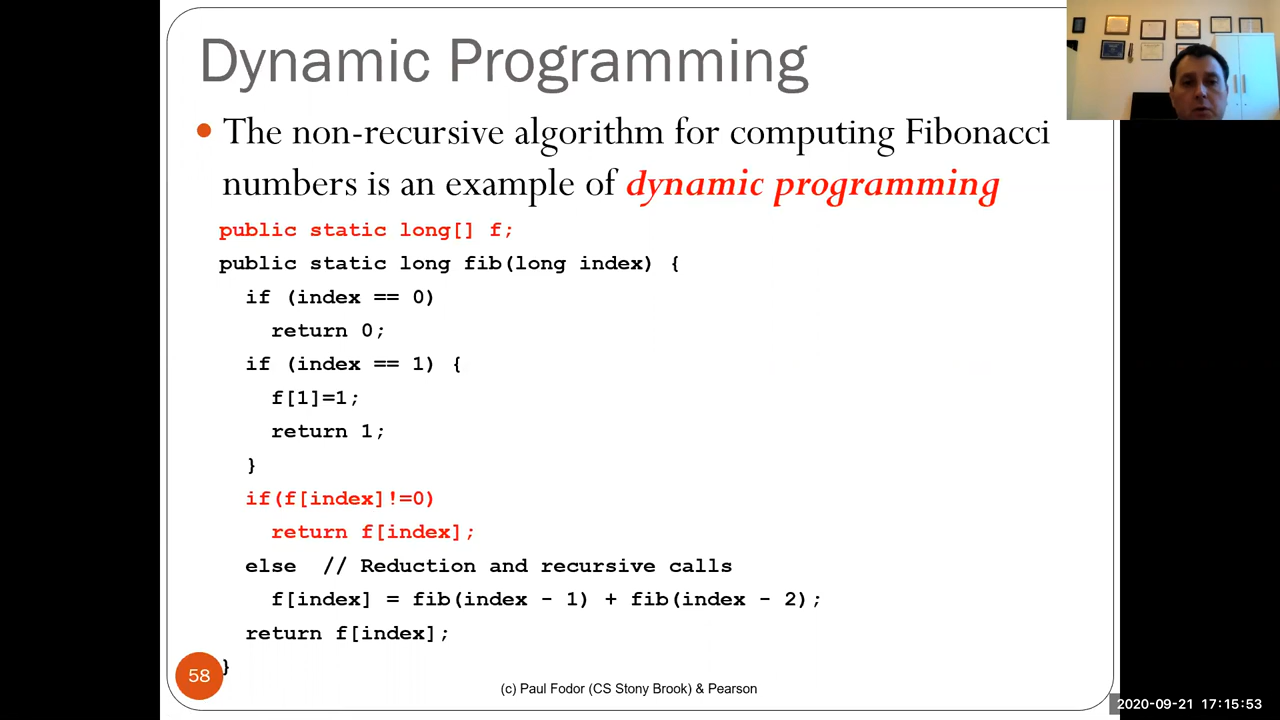 Dynamic Programming
• The non-recursive algorithm for computing Fibonacci
numbers is an example of dynamic programming
public static long[] f;
public static long fib(long index) {
if (index == 0)
return 0;
if (index == 1) {
f[1]=1;
return 1;
}
if(f[index]!=0)
return f[index];
else // Reduction and recursive calls
f[index] = fib(index - 1) + fib(index - 2);
return f[index];
}
58
(c) Paul Fodor (CS Stony Brook) & Pearson
2020-09-21 17:15:53